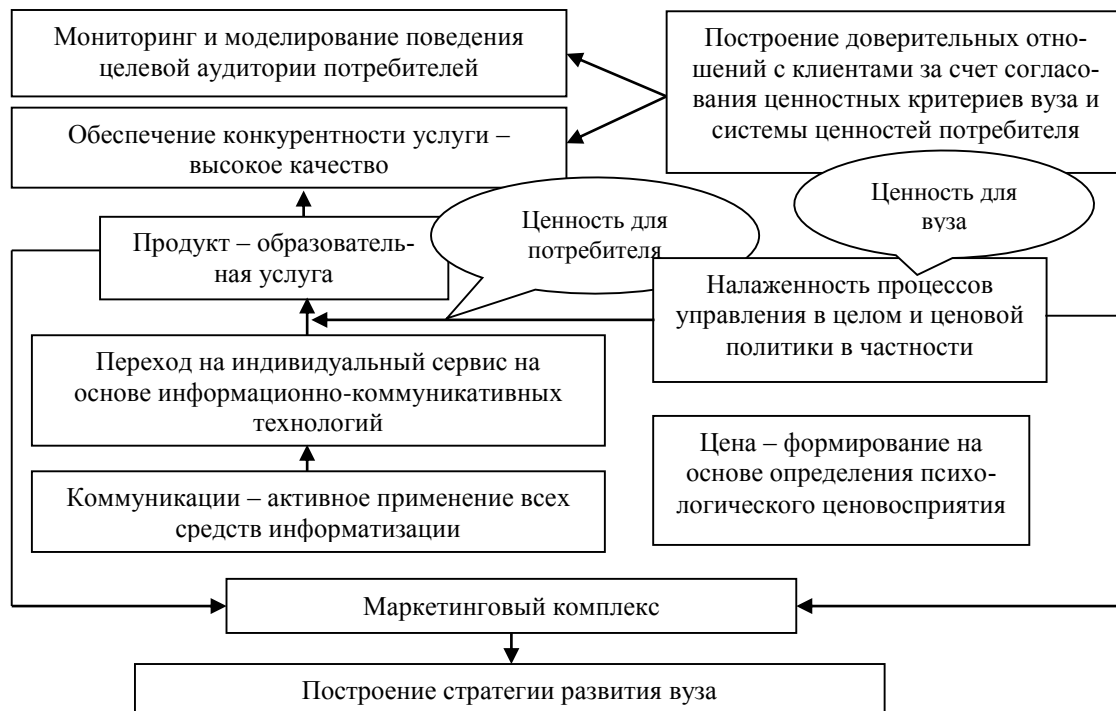 Мониторинг и моделирование поведения
целевой аудитории потребителей
Построение доверительных отно-
шений с клиентами за счет согласо-
вания ценностных критериев вуза и
системы ценностей потребителя
Обеспечение конкурентности услуги –
высокое качество
Ценность для
потребителя
Ценность для
вуза
Продукт – образователь-
ная услуга
Налаженность процессов
управления в целом и ценовой
политики в частности
Переход на индивидуальный сервис на
основе информационно-коммуникативных
технологий
Цена – формирование на
основе определения психо-
логического ценовосприятия
Коммуникации – активное применение всех
средств информатизации
Маркетинговый комплекс
Построение стратегии развития вуза